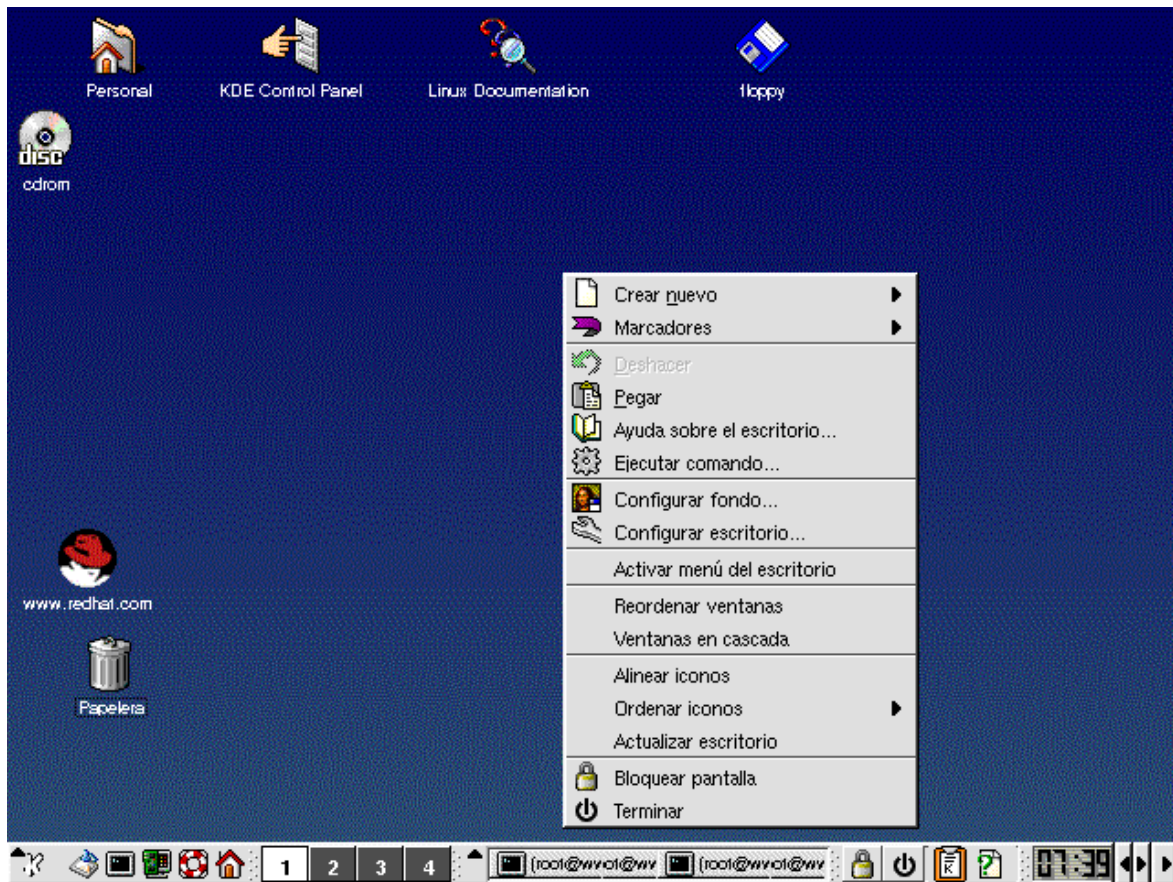 Personal
KDE Control Panel
Linux Documentation
floppy
disc
cdrom
Crear nuevo
Marcadores
Deshacer
Pegar
Ayuda sobre el escritorio...
Ejecutar comando...
Configurar fondo...
Configurar escritorio...
Activar menú del escritorio
Reordenar ventanas
Ventanas en cascada
Alinear iconos
Ordenar iconos
Actualizar escritorio
Bloquear pantalla
Terminar
www.redhat.com
Papelera
1 2 3 4
07:39